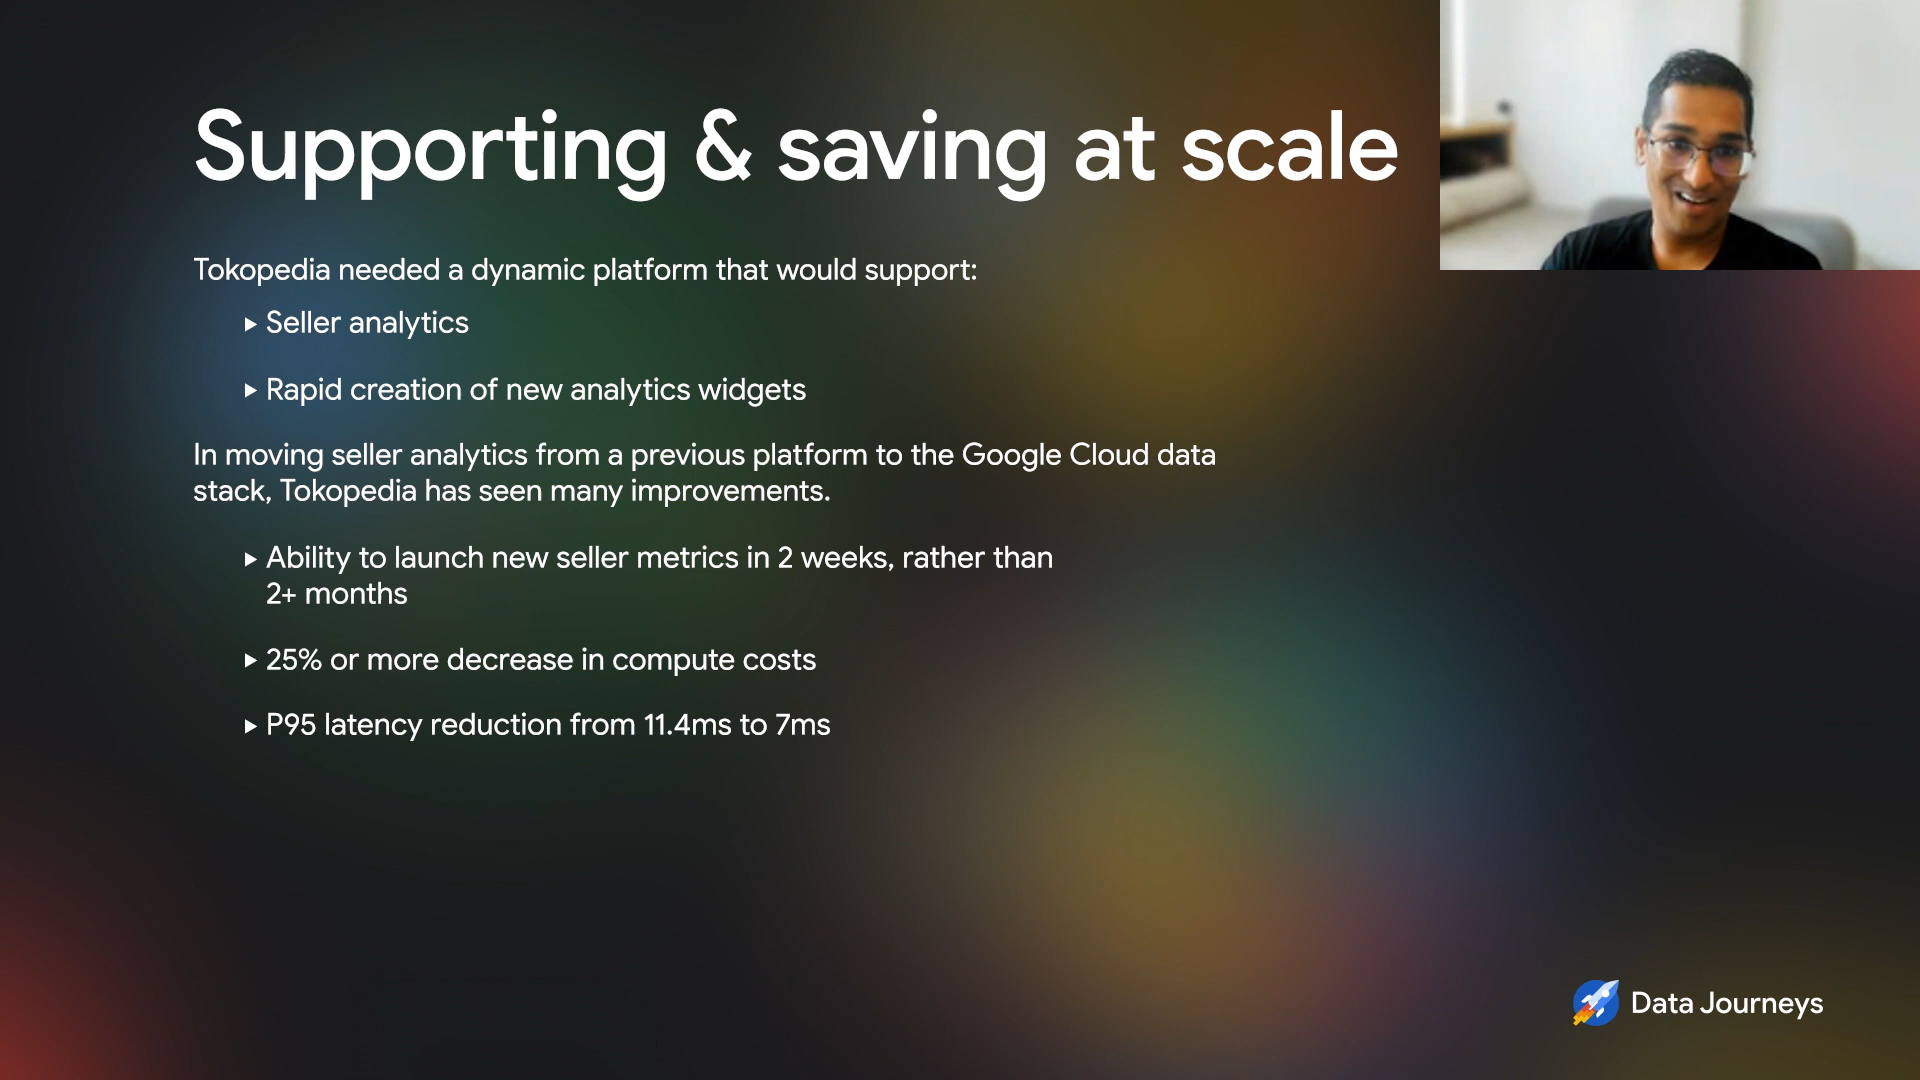 Supporting & saving at scale
Tokopedia needed a dynamic platform that would support:
▸ Seller analytics
▸ Rapid creation of new analytics widgets
In moving seller analytics from a previous platform to the Google Cloud data
stack, Tokopedia has seen many improvements.
▸ Ability to launch new seller metrics in 2 weeks, rather than
2+ months
▸ 25% or more decrease in compute costs
▸ P95 latency reduction from 11.4ms to 7ms
Data Journeys